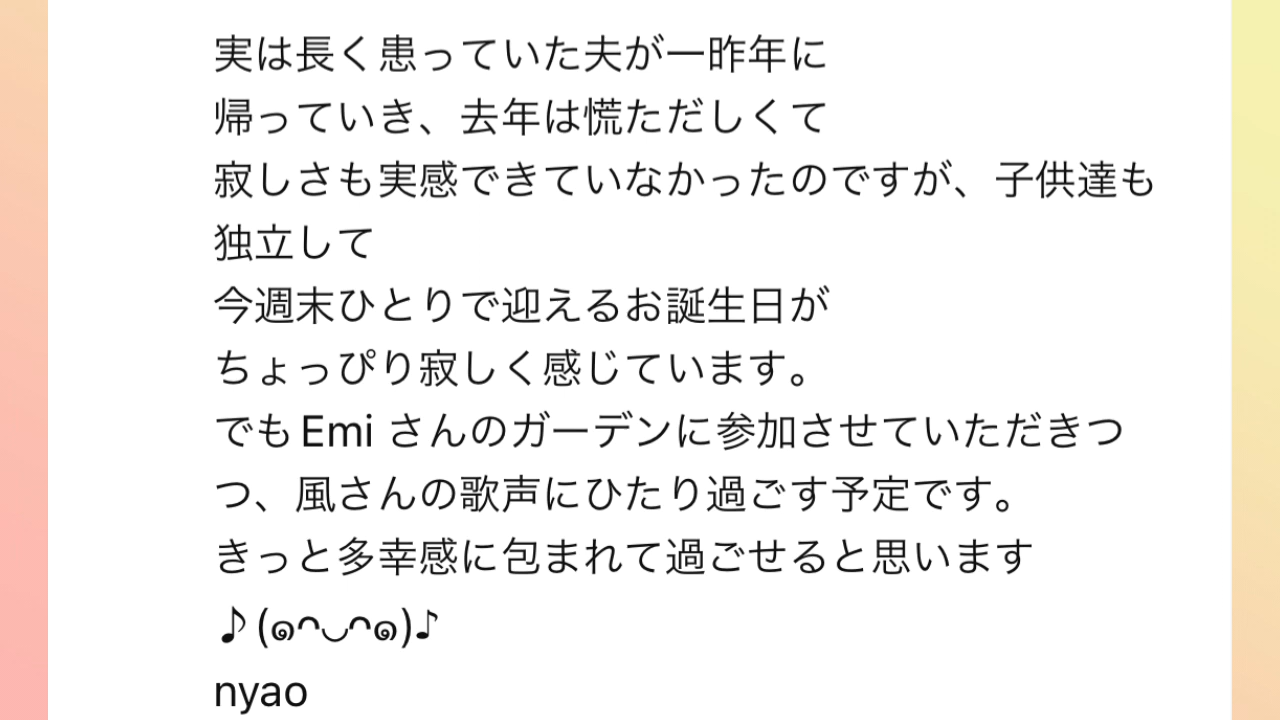 実は長く患っていた夫が一昨年に
帰っていき、去年は慌ただしくて
寂しさも実感できていなかったのですが、子供達も
独立して
今週末ひとりで迎えるお誕生日が
ちょっぴり寂しく感じています。
でもEmi さんのガーデンに参加させていただきつ
つ、風さんの歌声にひたり過ごす予定です。
きっと多幸感に包まれて過ごせると思います
♪(๑ᴖ◡ᴖ๑)♪
nyao